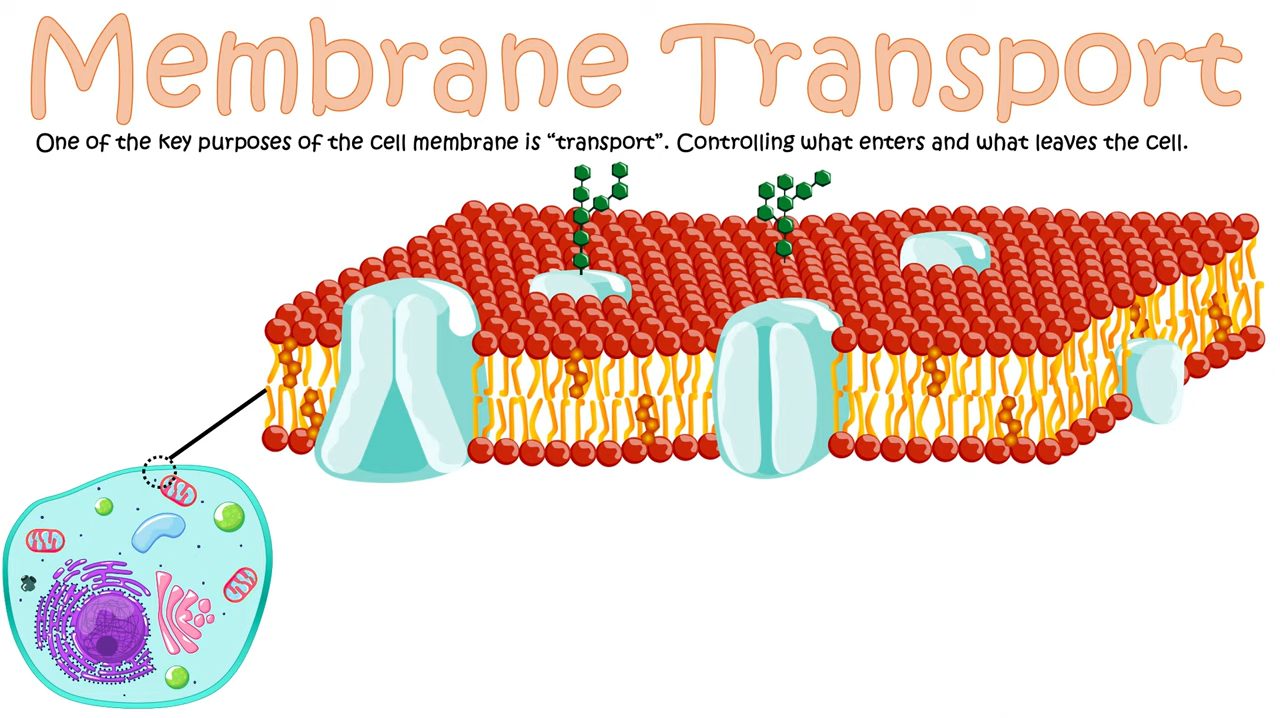 Membrane Transport
One of the key purposes of the cell membrane is “transport”. Controlling what enters and what leaves the cell.